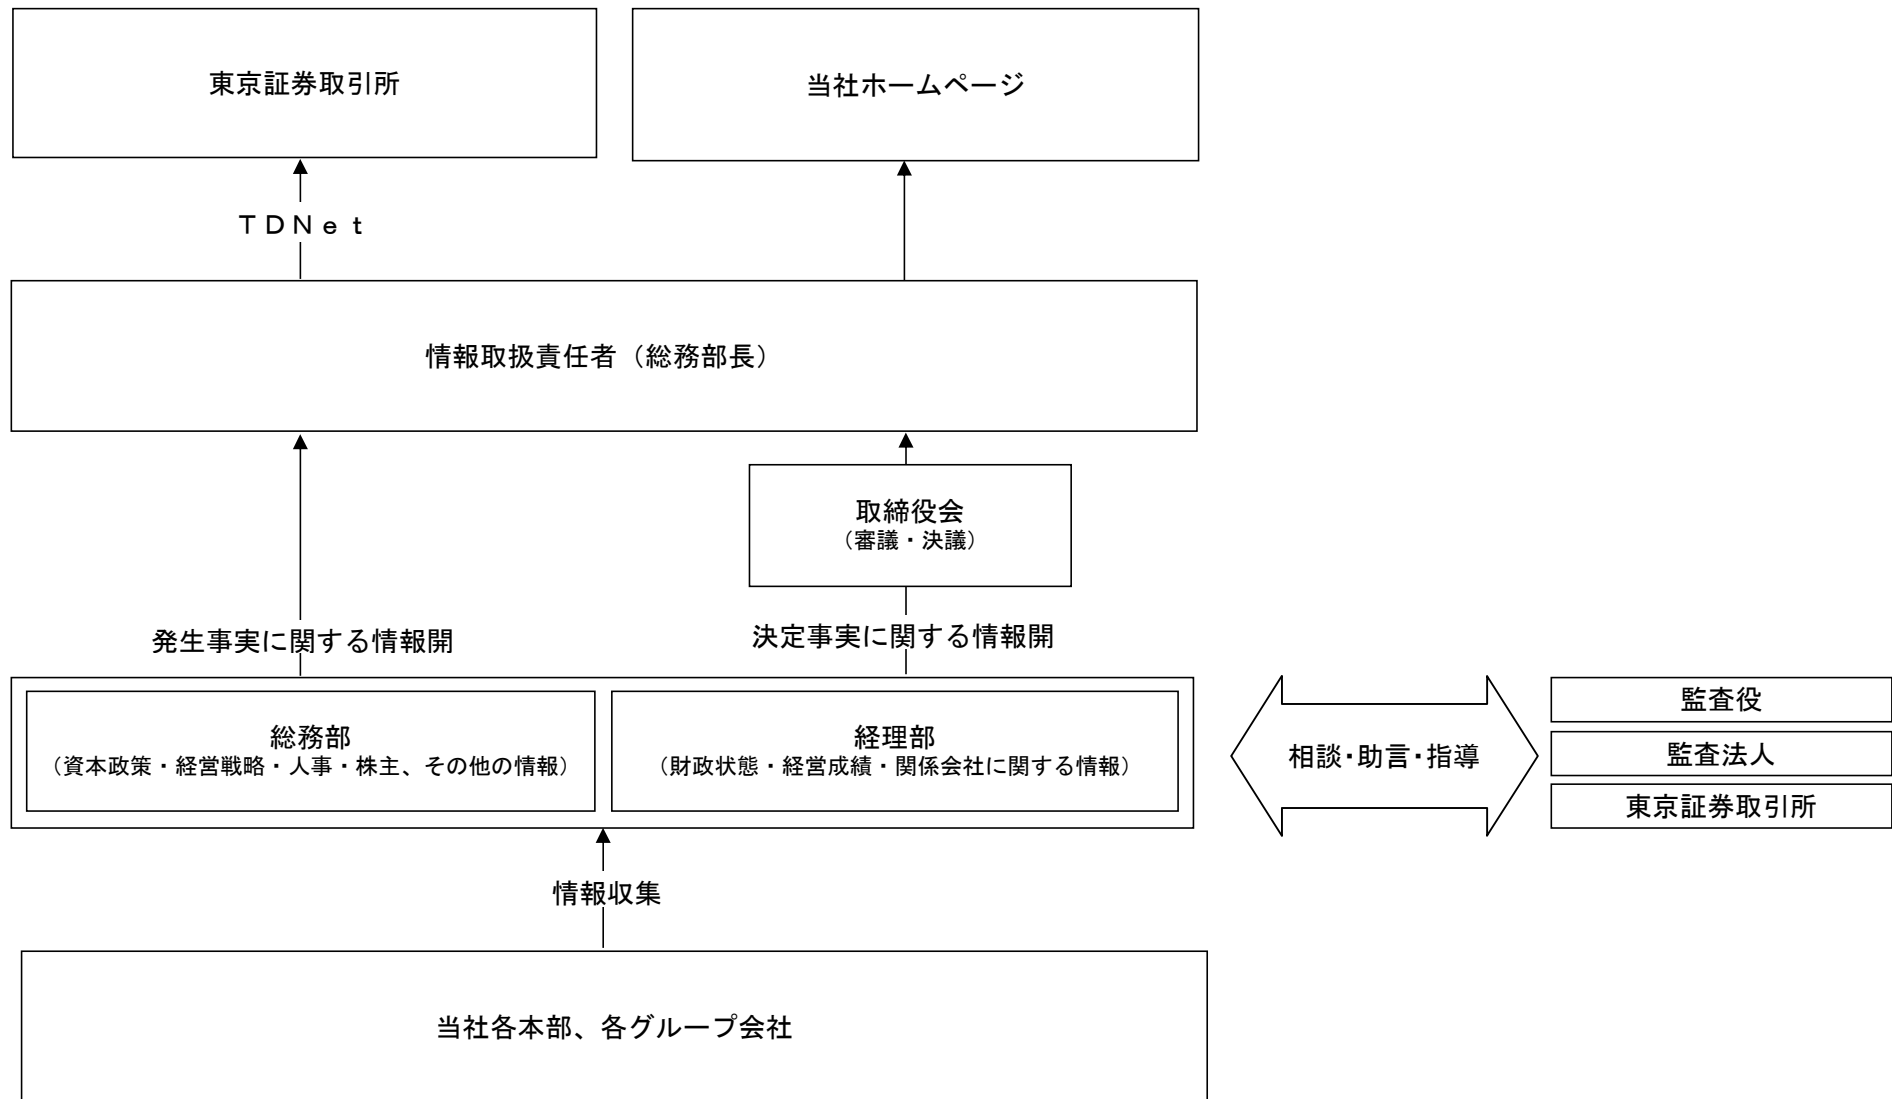 東京証券取引所
当社ホームページ
ＴＤＮｅｔ
情報取扱責任者（総務部長）
取締役会
（審議・決議）
発生事実に関する情報開
決定事実に関する情報開
総務部
（資本政策・経営戦略・人事・株主、その他の情報）
経理部
（財政状態・経営成績・関係会社に関する情報）
相談・助言・指導
監査役
監査法人
東京証券取引所
情報収集
当社各本部、各グループ会社